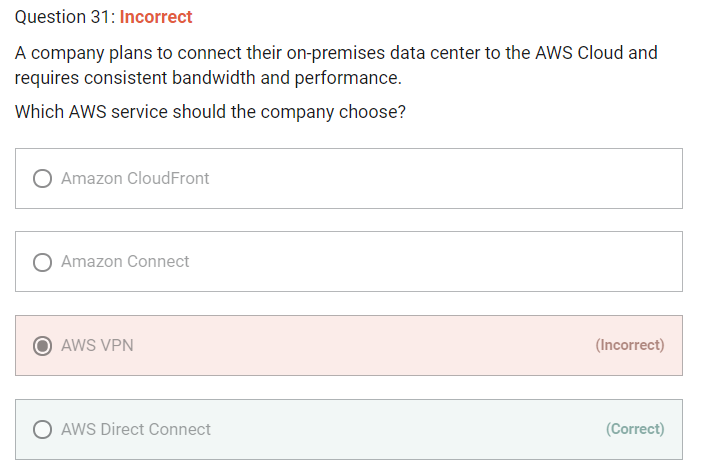 Question 31: Incorrect
A company plans to connect their on-premises data center to the AWS Cloud and
requires consistent bandwidth and performance.
Which AWS service should the company choose?
Amazon CloudFront
Amazon Connect
AWS VPN (Incorrect)
AWS Direct Connect (Correct)